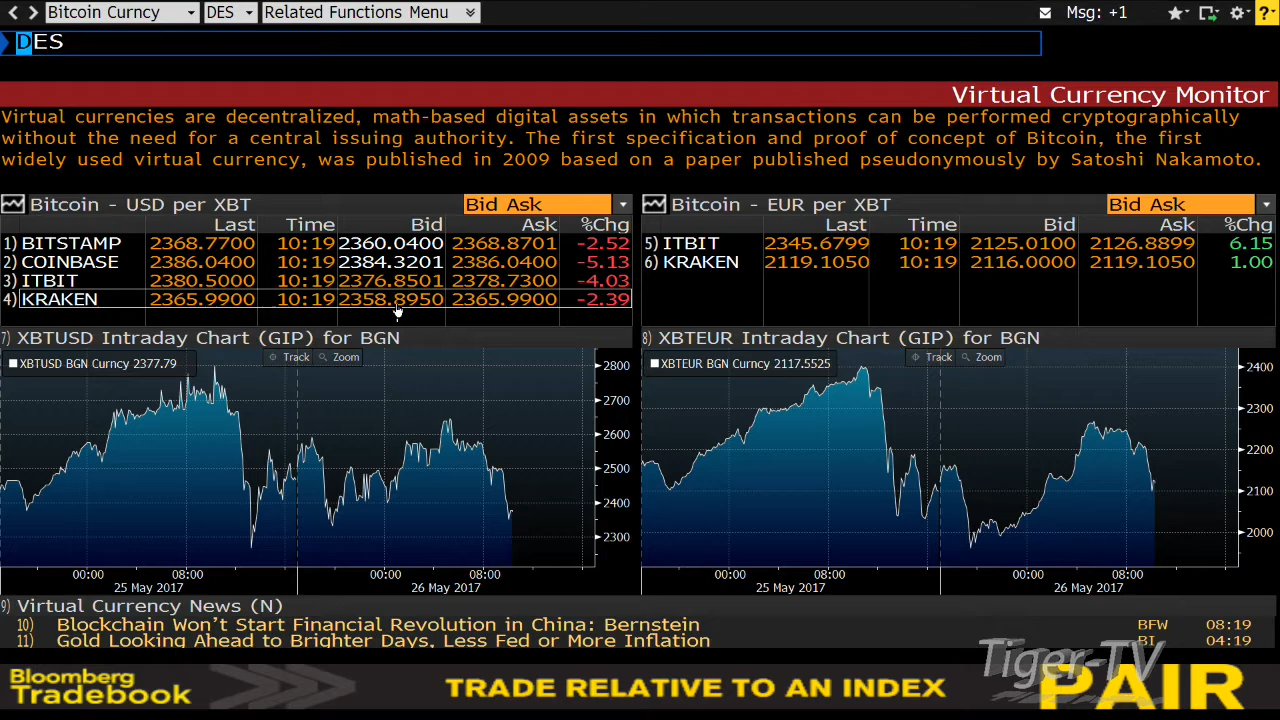 Bitcoin Curncy DES Related Functions Menu Msg: +1 ?
DES
Virtual Currency Monitor
Virtual currencies are decentralized, math-based digital assets in which transactions can be performed cryptographically
without the need for a central issuing authority. The first specification and proof of concept of Bitcoin, the first
widely used virtual currency, was published in 2009 based on a paper published pseudonymously by Satoshi Nakamoto.
Bitcoin - USD per XBT Bid Ask
Last Time Bid Ask %Chg
1) BITSTAMP 2368.7700 10:19 2360.0400 2368.8701 -2.52
2) COINBASE 2386.0400 10:19 2384.3201 2386.0400 -5.13
3) ITBIT 2380.5000 10:19 2376.8501 2378.7300 -4.03
4) KRAKEN 2365.9900 10:19 2358.8950 2365.9900 -2.39
Bitcoin - EUR per XBT Bid Ask
Last Time Bid Ask %Chg
5) ITBIT 2345.6799 10:19 2125.0100 2126.8899 6.15
6) KRAKEN 2119.1050 10:19 2116.0000 2119.1050 1.00
7) XBTUSD Intraday Chart (GIP) for BGN
XBTUSD BGN Curncy 2377.79 Track Zoom
2800
2700
2600
2500
2400
2300
00:00 08:00 00:00 08:00
25 May 2017 26 May 2017
8) XBTEUR Intraday Chart (GIP) for BGN
XBTEUR BGN Curncy 2117.5525 Track Zoom
2400
2300
2200
2100
2000
00:00 08:00 00:00 08:00
25 May 2017 26 May 2017
9) Virtual Currency News (N)
10) Blockchain Won't Start Financial Revolution in China: Bernstein BFW 08:19
11) Gold Looking Ahead to Brighter Days, Less Fed or More Inflation BI 04:19
Tiger-TV
Bloomberg
Tradebook
TRADE RELATIVE TO AN INDEX
PAIR